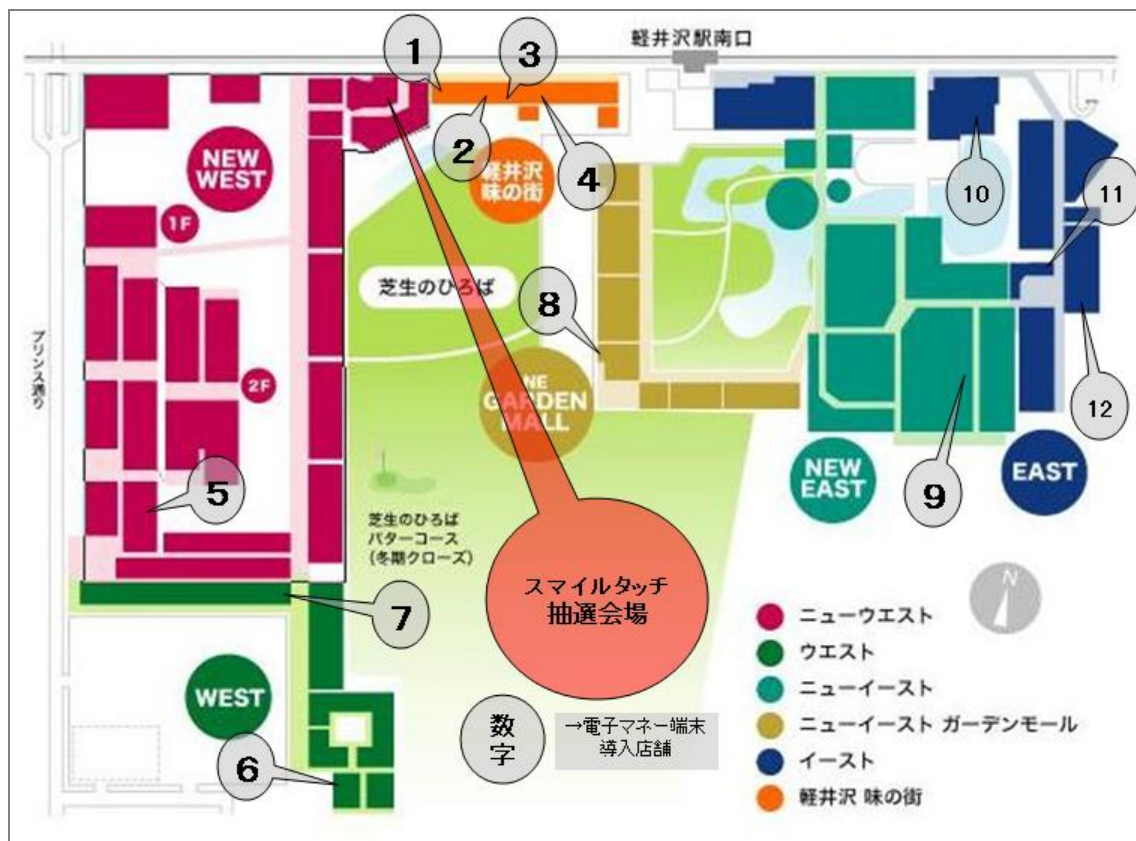 軽井沢駅南口
1
3
2
4
NEW
WEST
軽井沢
味の街
10
11
1F
芝生のひろば
8
プリンス通り
2F
NE
GARDEN
MALL
12
5
NEW
EAST
9
EAST
芝生のひろば
パターコース
(冬期クローズ)
スマイルタッチ
抽選会場
N
7
WEST
6
数
字
→電子マネー端末
導入店舗
ニューウエスト
ウエスト
ニューイースト
ニューイースト ガーデンモール
イースト
軽井沢 味の街